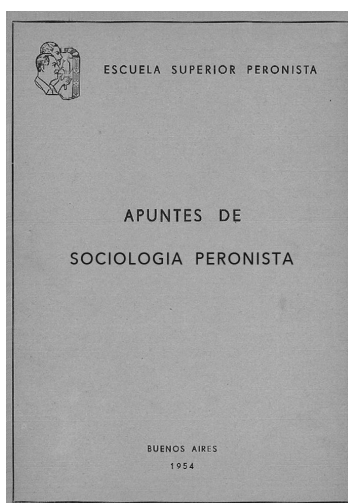 ESCUELA SUPERIOR PERONISTA
APUNTES DE
SOCIOLOGIA PERONISTA
BUENOS AIRES
1954